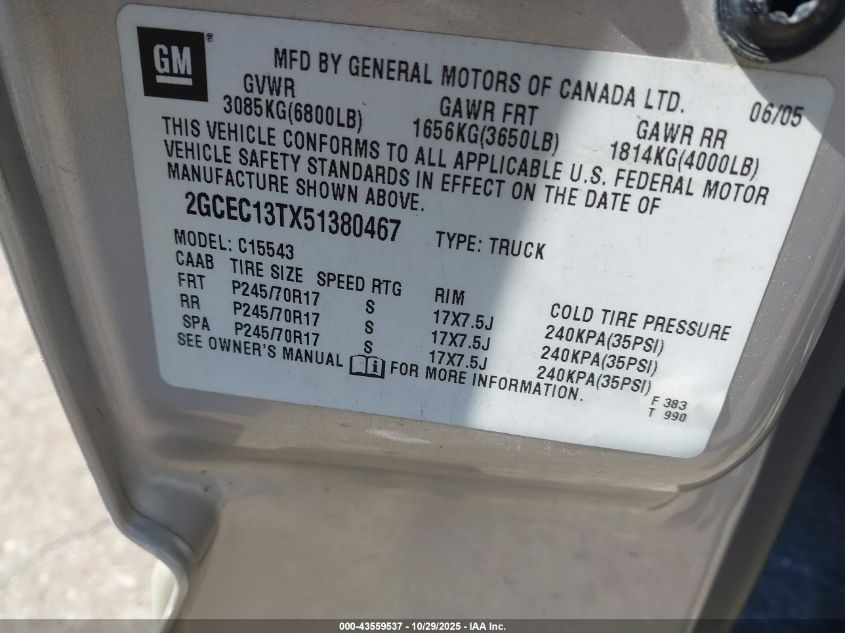 GM ®
MFD BY GENERAL MOTORS OF CANADA LTD.
06/05
GVWR GAWR FRT GAWR RR
3085KG(6800LB) 1656KG(3650LB) 1814KG(4000LB)
THIS VEHICLE CONFORMS TO ALL APPLICABLE U.S. FEDERAL MOTOR
VEHICLE SAFETY STANDARDS IN EFFECT ON THE DATE OF
MANUFACTURE SHOWN ABOVE.
2GCEC13TX51380467 TYPE: TRUCK
MODEL: C15543
CAAB TIRE SIZE SPEED RTG RIM COLD TIRE PRESSURE
FRT P245/70R17 S 17X7.5J 240KPA(35PSI)
RR P245/70R17 S 17X7.5J 240KPA(35PSI)
SPA P245/70R17 S 17X7.5J 240KPA(35PSI)
SEE OWNER'S MANUAL FOR MORE INFORMATION.
F 383
T 990
000-43559537 - 10/29/2025 - IAA Inc.